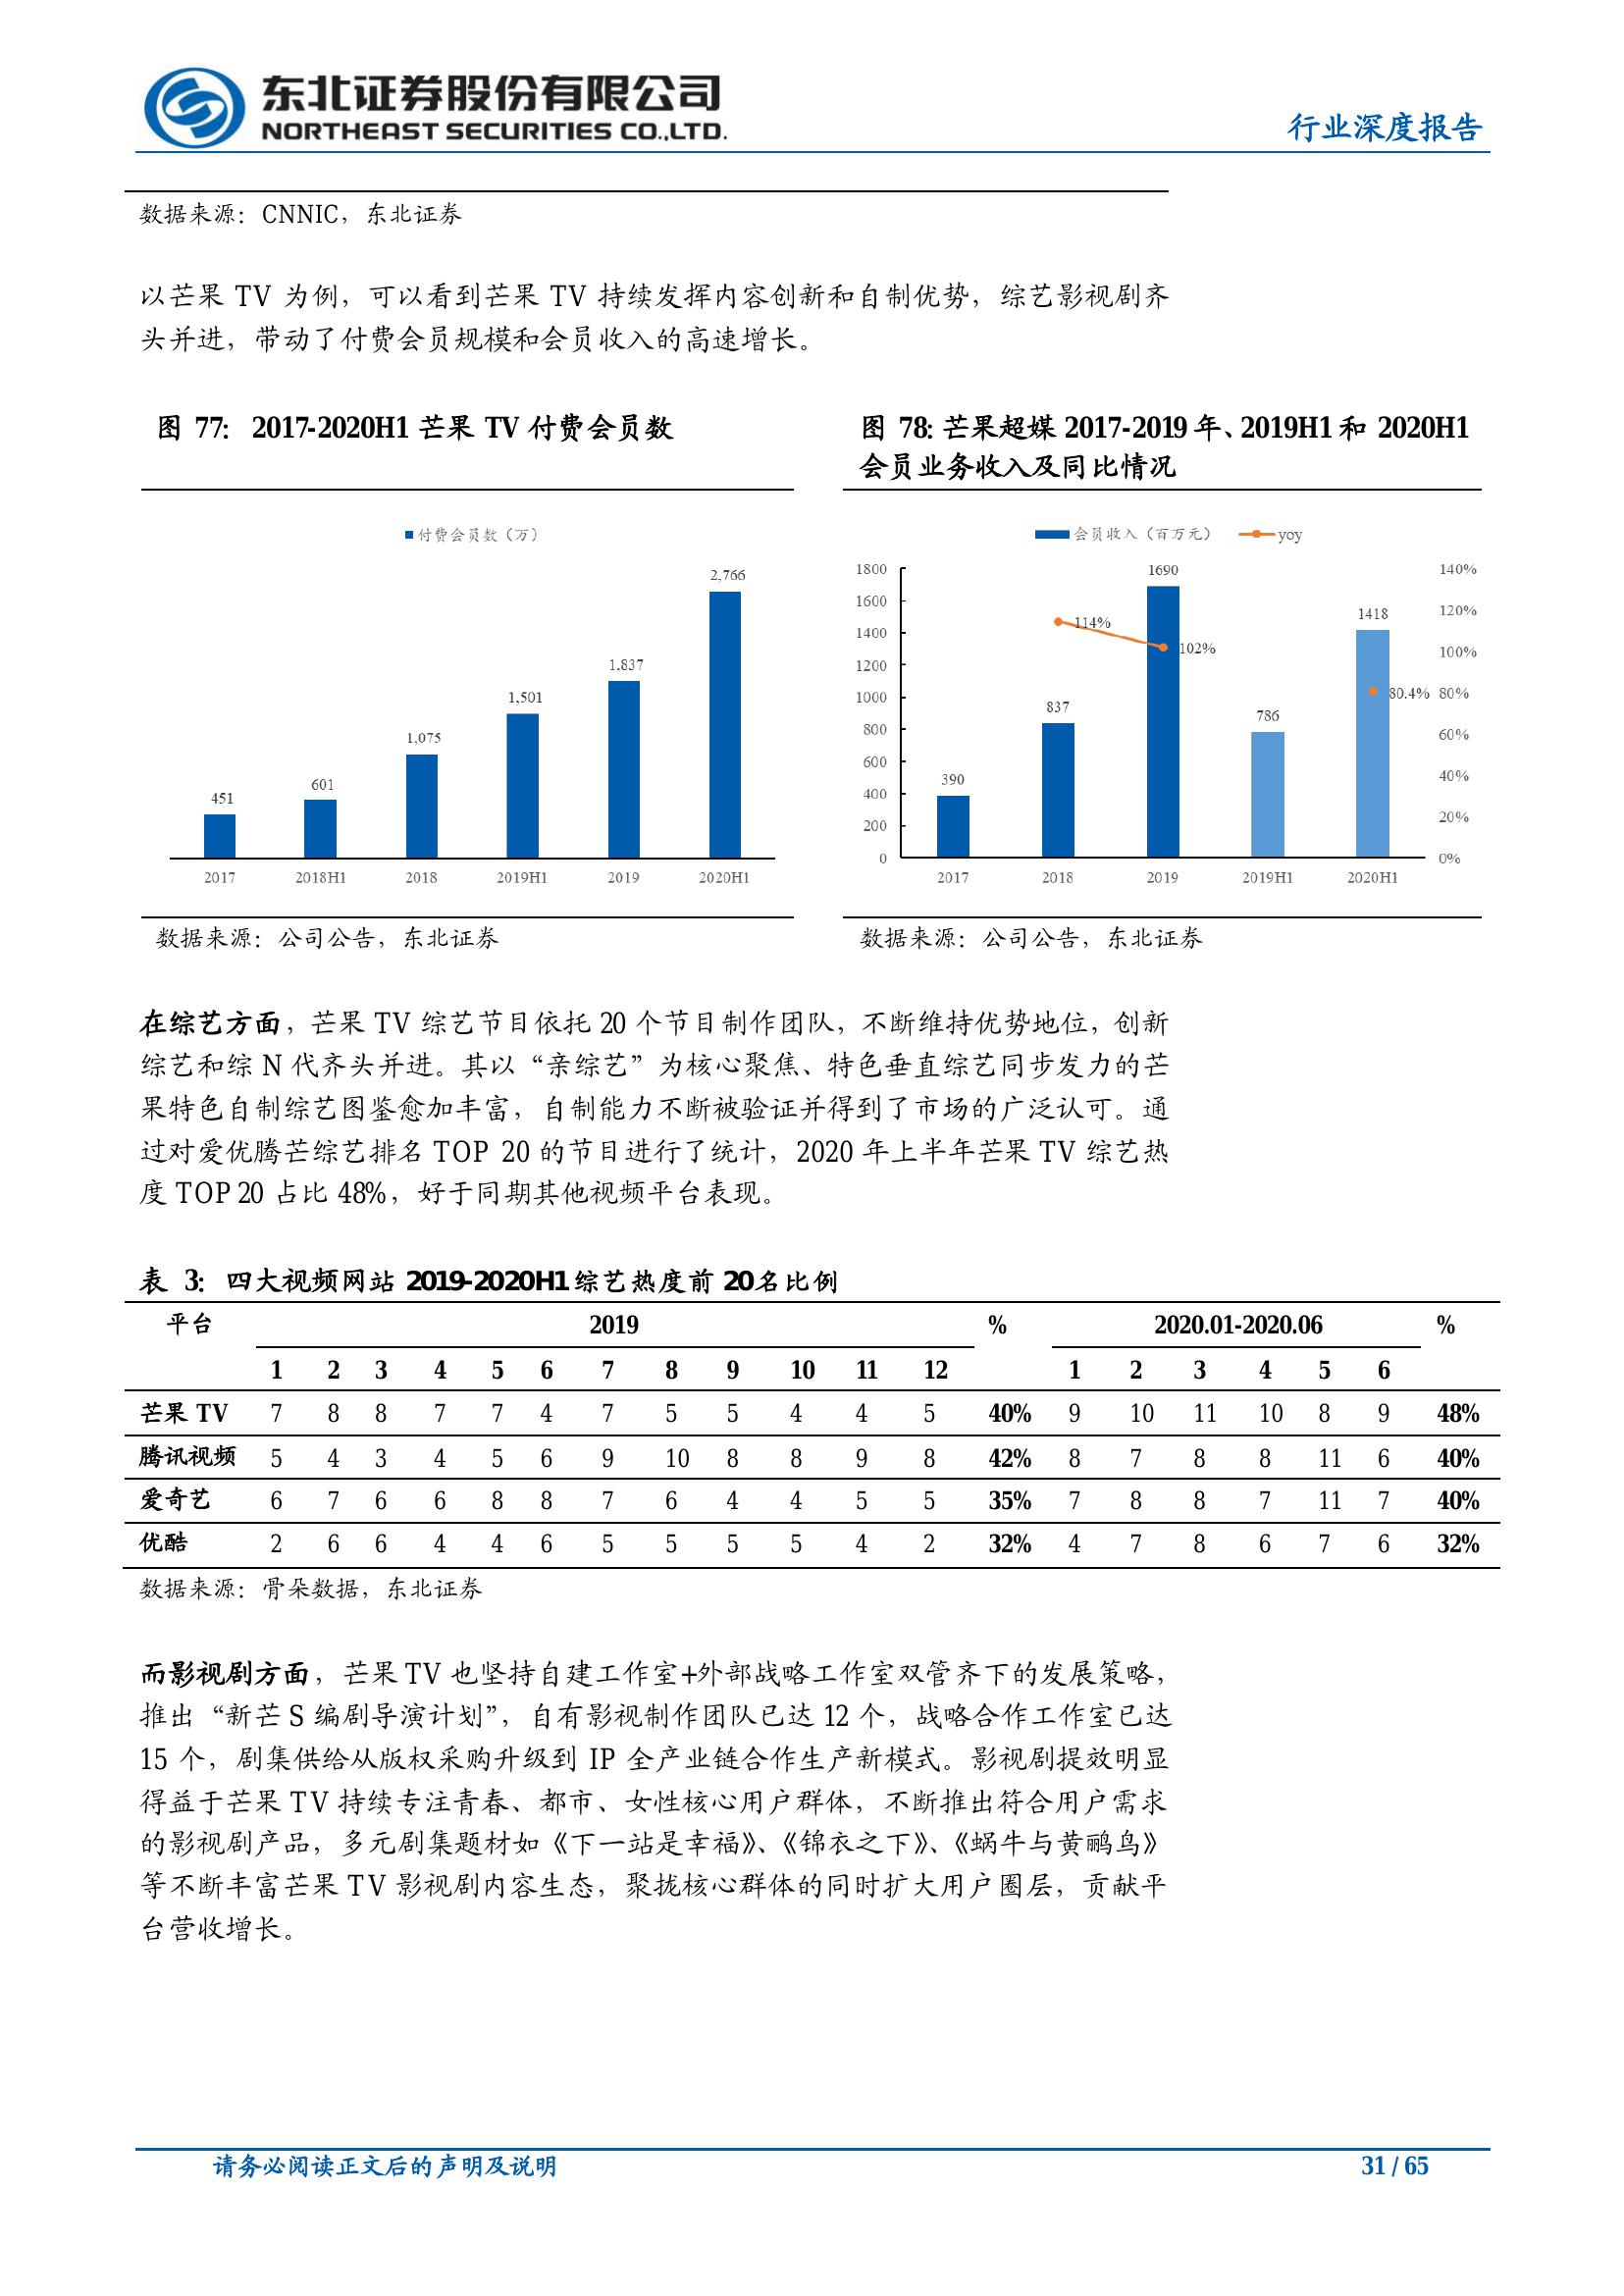 东北证券股份有限公司
NORTHEAST SECURITIES CO.,LTD.
行业深度报告
数据来源：CNNIC，东北证券
以芒果 TV 为例，可以看到芒果 TV 持续发挥内容创新和自制优势，综艺影视剧齐
头并进，带动了付费会员规模和会员收入的高速增长。
图 77： 2017-2020H1 芒果 TV 付费会员数
付费会员数（万）
2,766
1,837
1,501
1,075
601
451
2017 2018H1 2018 2019H1 2019 2020H1
数据来源：公司公告，东北证券
图 78: 芒果超媒 2017-2019 年、2019H1 和 2020H1
会员业务收入及同比情况
会员收入（百万元） yoy
1800 1690 140%
1600 1418 120%
1400 114%
1200 102% 100%
1000 837 80.4% 80%
800 786 60%
600 390 40%
400
200 20%
0 0%
2017 2018 2019 2019H1 2020H1
数据来源：公司公告，东北证券
在综艺方面，芒果 TV 综艺节目依托 20 个节目制作团队，不断维持优势地位，创新
综艺和综 N 代齐头并进。其以“亲综艺”为核心聚焦、特色垂直综艺同步发力的芒
果特色自制综艺图鉴愈加丰富，自制能力不断被验证并得到了市场的广泛认可。通
过对爱优腾芒综艺排名 TOP 20 的节目进行了统计，2020 年上半年芒果 TV 综艺热
度 TOP 20 占比 48%，好于同期其他视频平台表现。
表 3: 四大视频网站 2019-2020H1 综艺热度前 20名比例
平台 2019 % 2020.01-2020.06 %
1 2 3 4 5 6 7 8 9 10 11 12 1 2 3 4 5 6
芒果 TV 7 8 8 7 7 4 7 5 5 4 4 5 40% 9 10 11 10 8 9 48%
腾讯视频 5 4 3 4 5 6 9 10 8 8 9 8 42% 8 7 8 8 11 6 40%
爱奇艺 6 7 6 6 8 8 7 6 4 4 5 5 35% 7 8 8 7 11 7 40%
优酷 2 6 6 4 4 6 5 5 5 5 4 2 32% 4 7 8 6 7 6 32%
数据来源：骨朵数据，东北证券
而影视剧方面，芒果 TV 也坚持自建工作室+外部战略工作室双管齐下的发展策略，
推出“新芒 S 编剧导演计划”，自有影视制作团队已达 12 个，战略合作工作室已达
15 个，剧集供给从版权采购升级到 IP 全产业链合作生产新模式。影视剧提效明显
得益于芒果 TV 持续专注青春、都市、女性核心用户群体，不断推出符合用户需求
的影视剧产品，多元剧集题材如《下一站是幸福》、《锦衣之下》、《蜗牛与黄鹂鸟》
等不断丰富芒果 TV 影视剧内容生态，聚拢核心群体的同时扩大用户圈层，贡献平
台营收增长。
请务必阅读正文后的声明及说明 31 / 65